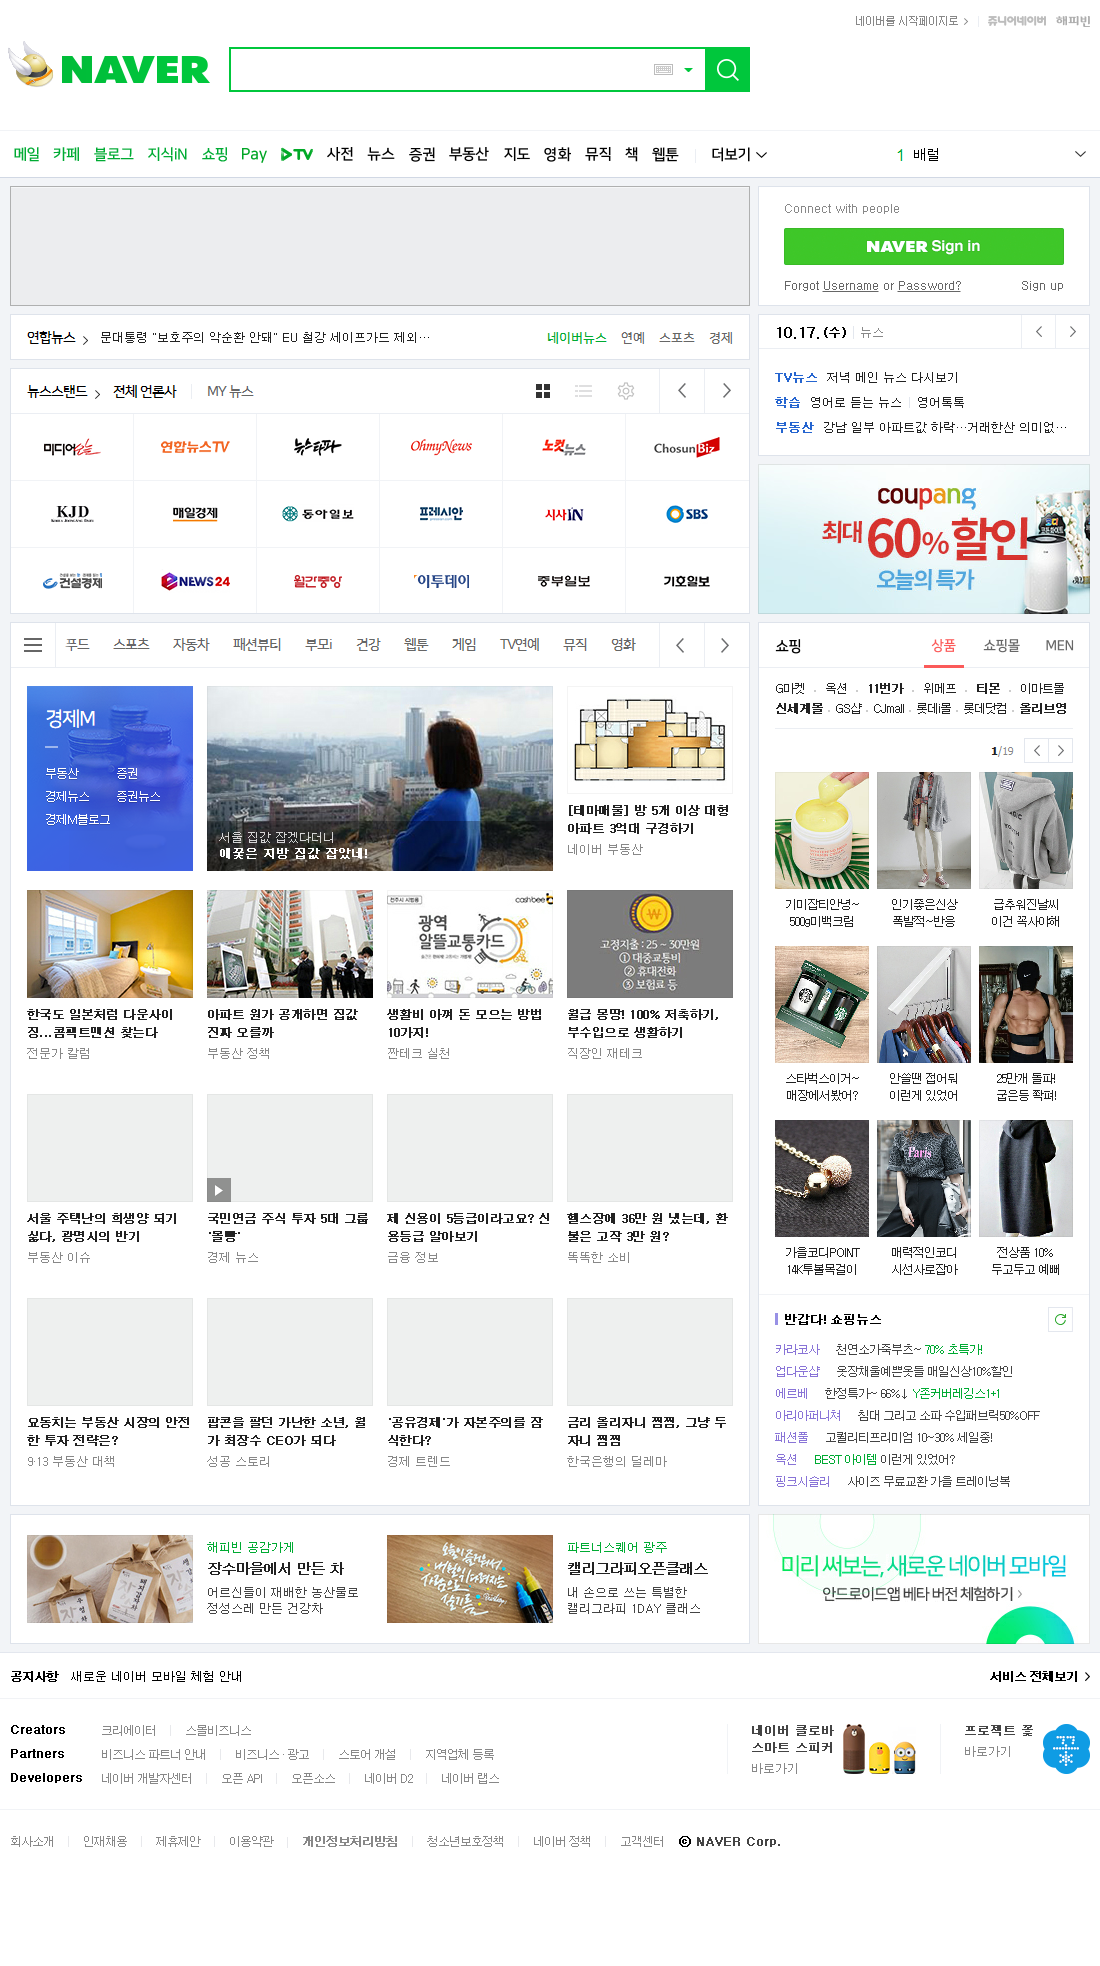 네이버를 시작페이지로
쥬니어네이버 해피빈
NAVER
메일 카페 블로그 지식iN 쇼핑 Pay TV 사전 뉴스 증권 부동산 지도 영화 뮤직 책 웹툰 더보기
1 배럴
Connect with people
NAVER Sign in
Forgot Username or Password? Sign up
연합뉴스 문대통령 "보호주의 악순환 안돼" EU 철강 세이프가드 제외…
네이버뉴스 연예 스포츠 경제
10.17.(수) 뉴스
TV뉴스 저녁 메인 뉴스 다시보기
학습 영어로 듣는 뉴스 영어톡톡
부동산 강남 일부 아파트값 하락…거래한산 의미없…
뉴스스탠드 전체 언론사 MY 뉴스
미디어오늘 연합뉴스TV 뉴스타파 OhmyNews 노컷뉴스 ChosunBiz
KJD 매일경제 동아일보 프레시안 시사IN SBS
건설경제 NEWS24 월간중앙 이투데이 중부일보 기호일보
coupang
최대 60% 할인
오늘의 특가
푸드 스포츠 자동차 패션뷰티 부모i 건강 웹툰 게임 TV연예 뮤직 영화
경제M
부동산 증권
경제뉴스 증권뉴스
경제M블로그
서울 집값 잡겠다더니
애꿎은 지방 집값 잡았네!
[테마매물] 방 5개 이상 대형
아파트 3억대 구경하기
네이버 부동산
한국도 일본처럼 다운사이
징...콤팩트맨션 찾는다
전문가 칼럼
아파트 원가 공개하면 집값
진짜 오를까
부동산 정책
전주시 시범용
cashbee
광역
알뜰교통카드
생활비 아껴 돈 모으는 방법
10가지!
짠테크 실천
고정지출 : 25 ~ 30만원
① 대중교통비
② 휴대전화
③ 보험료 등
월급 몽땅! 100% 저축하기,
부수입으로 생활하기
직장인 재테크
서울 주택난의 희생양 되기
싫다, 광명시의 반기
부동산 이슈
국민연금 주식 투자 5대 그룹
'몰빵'
경제 뉴스
제 신용이 5등급이라고요? 신
용등급 알아보기
금융 정보
헬스장에 36만 원 냈는데, 환
불은 고작 3만 원?
똑똑한 소비
요동치는 부동산 시장의 안전
한 투자 전략은?
9·13 부동산 대책
팝콘을 팔던 가난한 소년, 월
가 최장수 CEO가 되다
성공 스토리
'공유경제'가 자본주의를 잠
식한다?
경제 트렌드
금리 올리자니 찜찜, 그냥 두
자니 찜찜
한국은행의 딜레마
쇼핑 상품 쇼핑몰 MEN
G마켓 옥션 11번가 위메프 티몬 이마트몰
신세계몰 GS샵 CJmall 롯데i몰 롯데닷컴 올리브영
1/19
기미잡티안녕~
500g미백크림
인기좋은신상
폭발적~반응
급추워진날씨
이건 꼭사야해
스타벅스이거~
매장에서봤어?
안쓸땐 접어둬
이런게 있었어
25만개 돌파!
굽은등 쫙펴!
가을코디POINT
14K투볼목걸이
Paris
매력적인코디
시선사로잡아
전상품 10%
두고두고 예뻐
반갑다! 쇼핑뉴스
카라코사 천연소가죽부츠~ 70% 초특가!
업다운샵 옷장채울예쁜옷들 매일신상10%할인
에르베 한정특가~ 66%↓ Y존커버레깅스1+1
아리아퍼니쳐 침대 그리고 소파 수입패브릭50%OFF
패션풀 고퀄리티프리미엄 10~30% 세일중!
옥션 BEST 아이템 이런게 있었어?
핑크시슬리 사이즈 무료교환 가을 트레이닝복
해피빈 공감가게
장수마을에서 만든 차
어르신들이 재배한 농산물로
정성스레 만든 건강차
파트너스퀘어 광주
캘리그라피오픈클래스
내 손으로 쓰는 특별한
캘리그라피 1DAY 클래스
미리 써보는, 새로운 네이버 모바일
안드로이드앱 베타 버전 체험하기 ›
공지사항 새로운 네이버 모바일 체험 안내
서비스 전체보기
Creators 크리에이터 스몰비즈니스
Partners 비즈니스 파트너 안내 비즈니스·광고 스토어 개설 지역업체 등록
Developers 네이버 개발자센터 오픈 API 오픈소스 네이버 D2 네이버 랩스
네이버 클로바
스마트 스피커
바로가기
프로젝트 꽃
바로가기
회사소개 인재채용 제휴제안 이용약관 개인정보처리방침 청소년보호정책 네이버 정책 고객센터 ⓒ NAVER Corp.